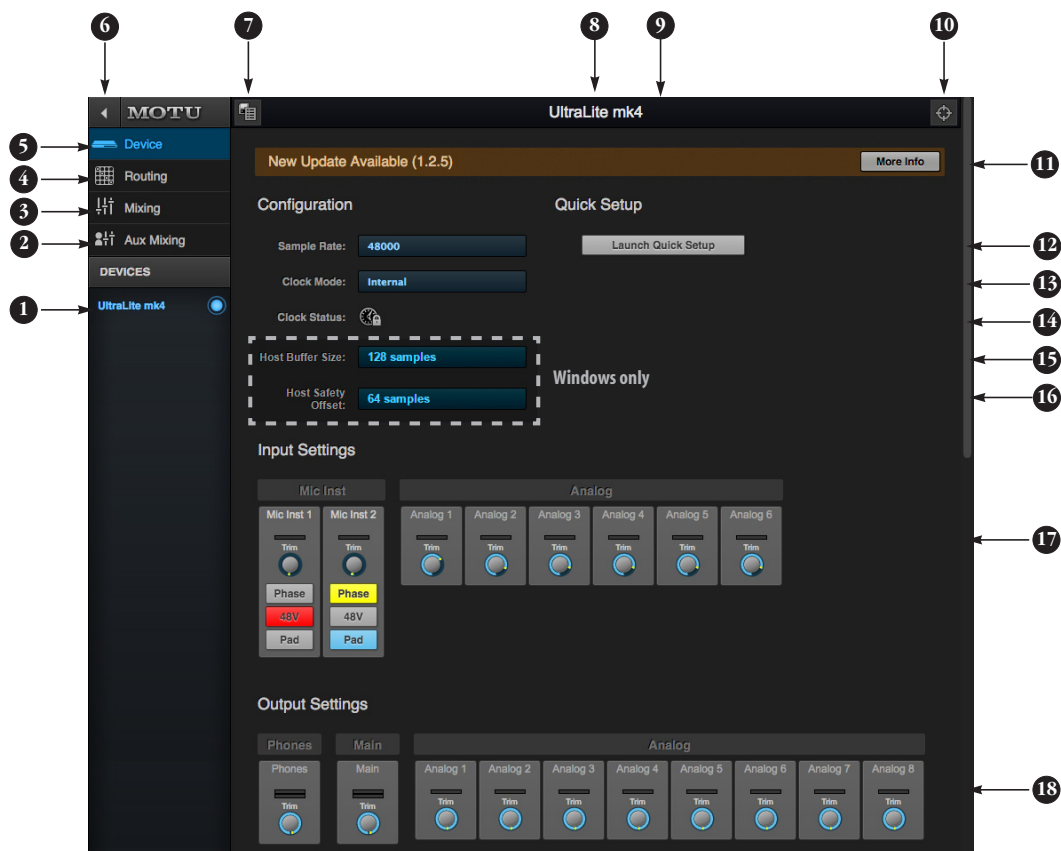 6 7 8 9 10
MOTU UltraLite mk4
5 Device
4 Routing
3 Mixing
2 Aux Mixing
DEVICES
1 UltraLite mk4
New Update Available (1.2.5) More Info 11
Configuration Quick Setup
Sample Rate: 48000 Launch Quick Setup 12
Clock Mode: Internal 13
Clock Status: 14
Host Buffer Size: 128 samples 15
Windows only
Host Safety
Offset: 64 samples 16
Input Settings
Mic Inst Analog
Mic Inst 1 Mic Inst 2 Analog 1 Analog 2 Analog 3 Analog 4 Analog 5 Analog 6
Trim Trim Trim Trim Trim Trim Trim Trim 17
Phase Phase
48V 48V
Pad Pad
Output Settings
Phones Main Analog
Phones Main Analog 1 Analog 2 Analog 3 Analog 4 Analog 5 Analog 6 Analog 7 Analog 8
Trim Trim Trim Trim Trim Trim Trim Trim Trim Trim 18